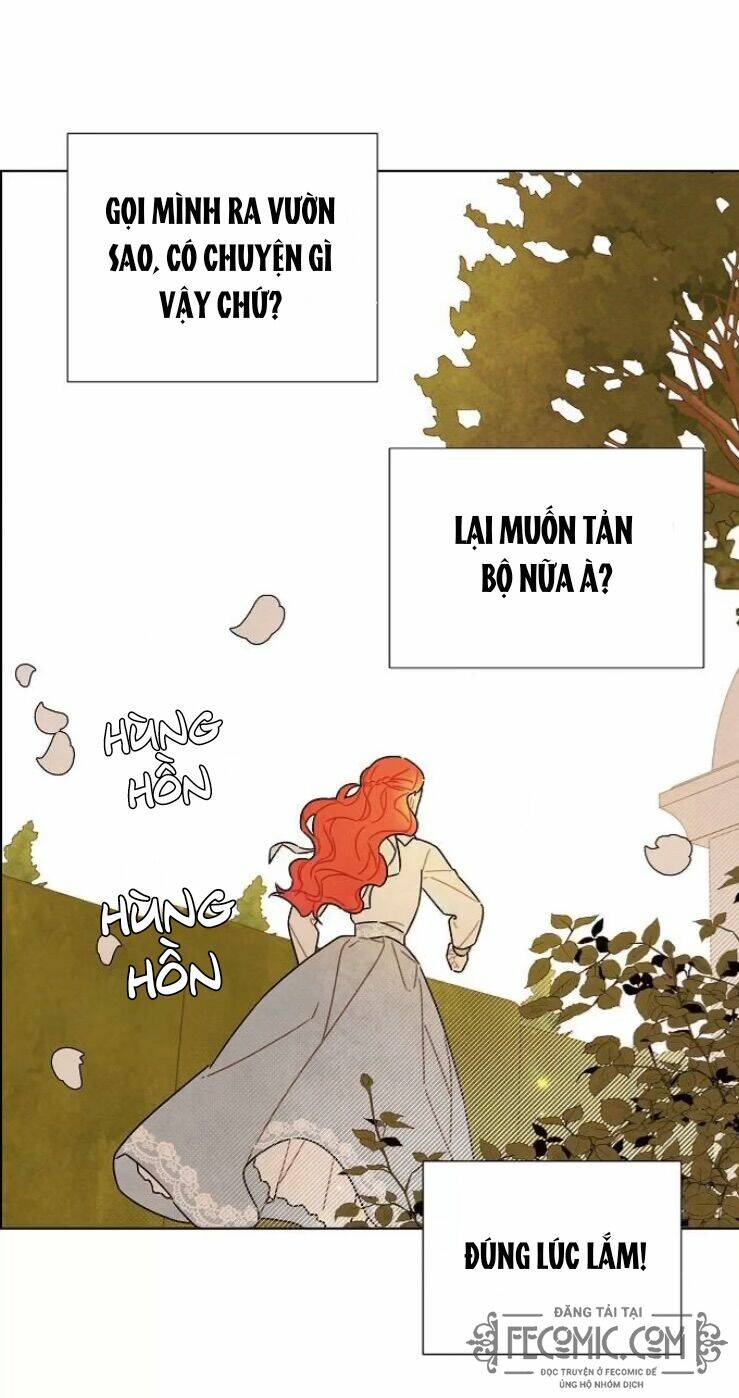 GỌI MÌNH RA VƯỜN
SAO, CÓ CHUYỆN GÌ
VẬY CHỨ?
LẠI MUỐN TẢN
BỘ NỮA À?
HÙNG
HỒN
HÙNG
HỒN
ĐÚNG LÚC LẮM!
ĐĂNG TẢI TẠI
FECOMIC.COM
ĐỌC TRUYỆN Ở FECOMIC ĐỂ
ỦNG HỘ NHÓM DỊCH